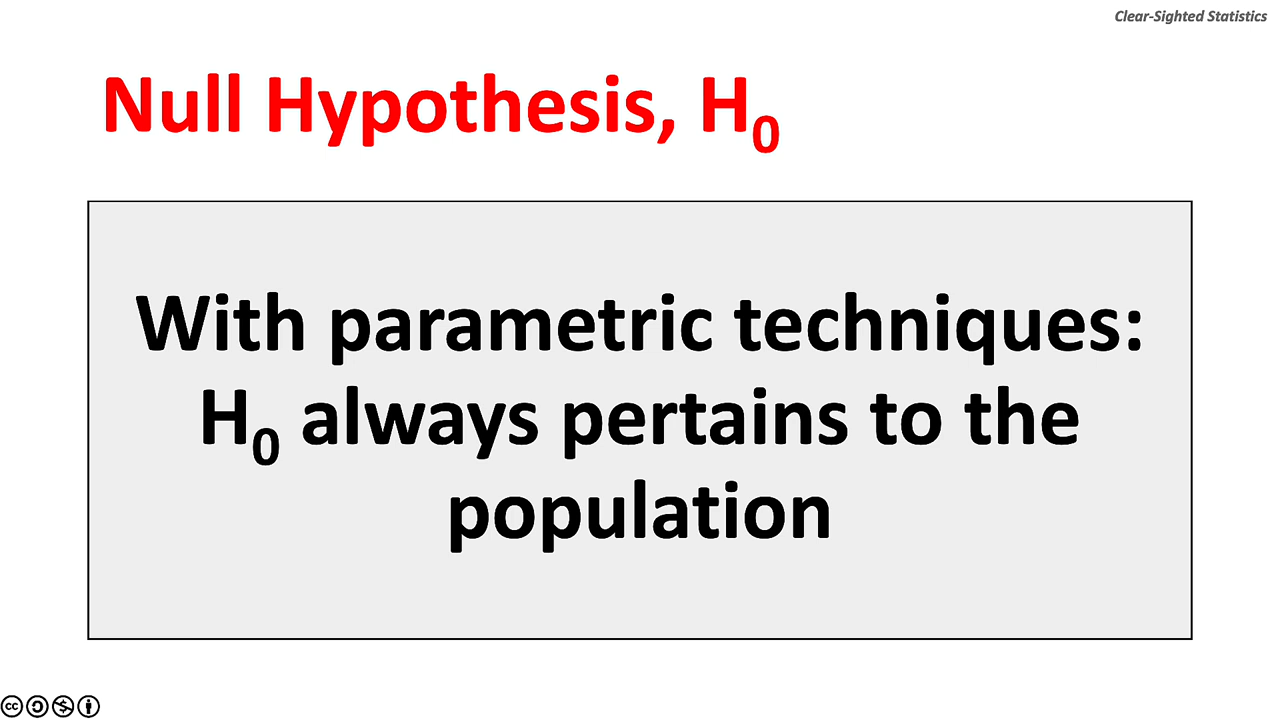 Clear-Sighted Statistics
Null Hypothesis, H₀
With parametric techniques:
H₀ always pertains to the
population